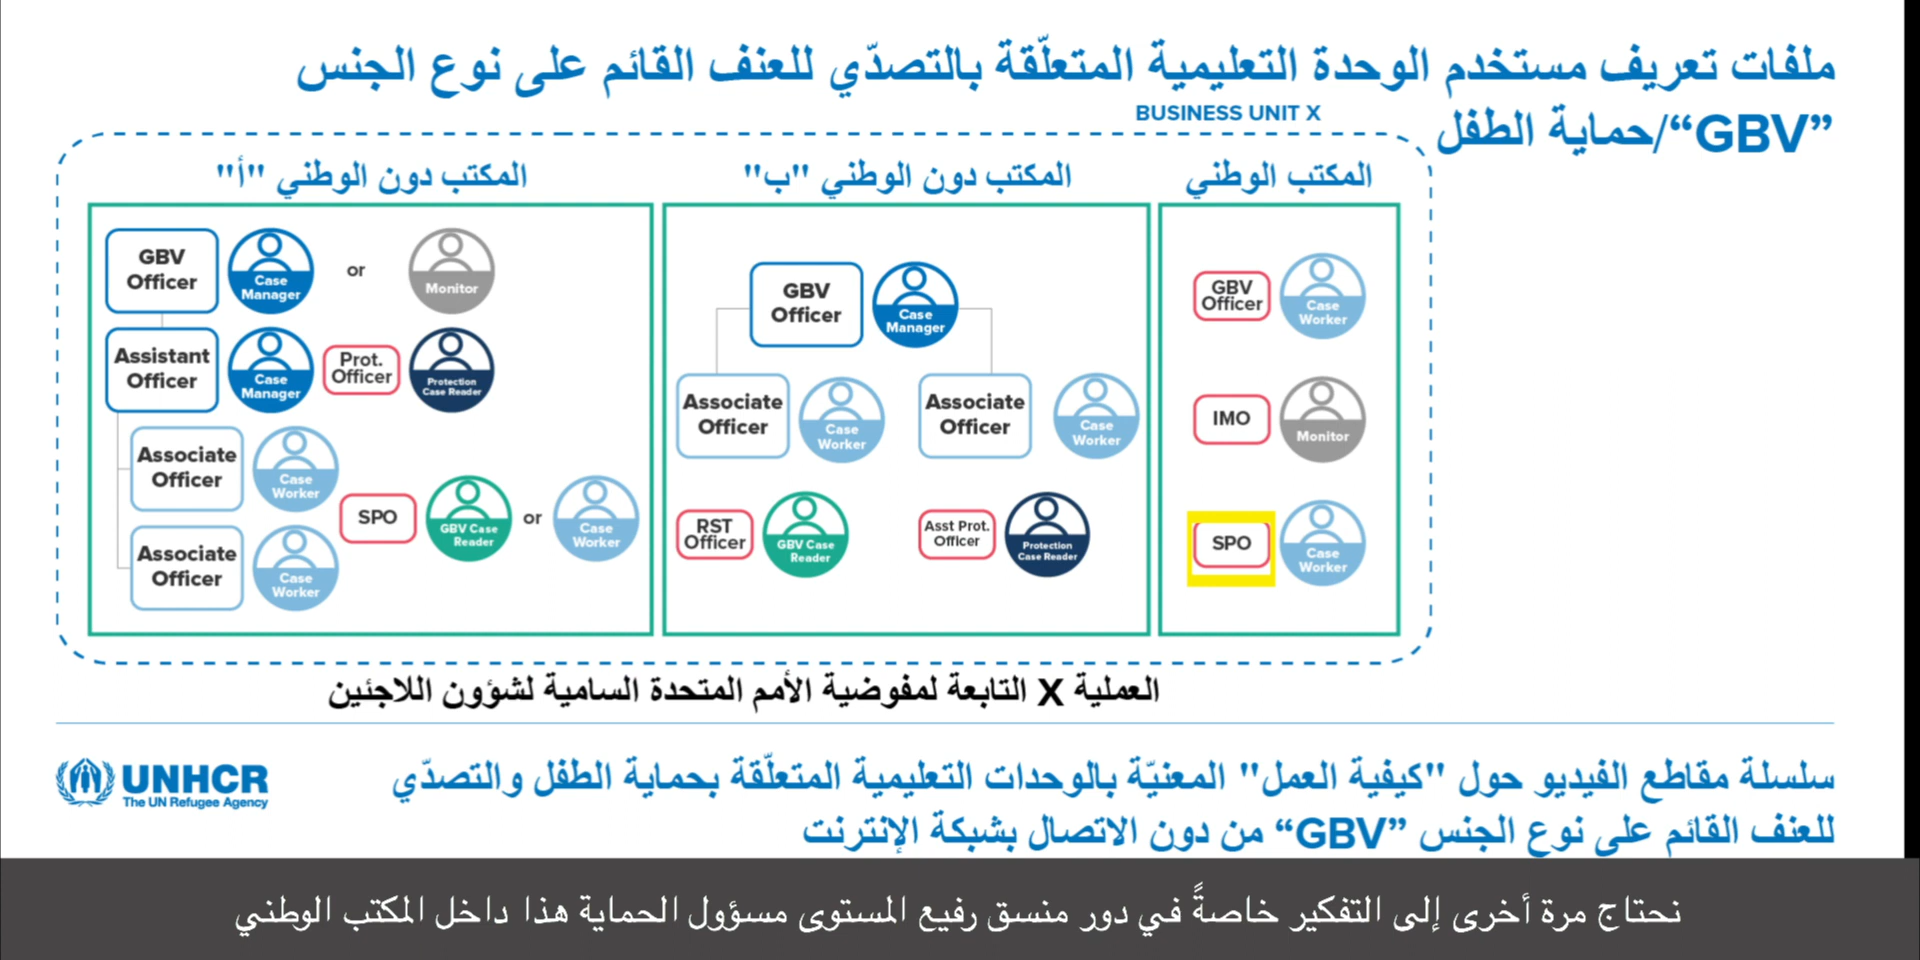 ملفات تعريف مستخدم الوحدة التعليمية المتعلّقة بالتصدّي للعنف القائم على نوع الجنس
“GBV”/حماية الطفل
BUSINESS UNIT X
المكتب الوطني
GBV Officer
Case Worker
IMO
Monitor
SPO
Case Worker
المكتب دون الوطني "ب"
GBV Officer
Case Manager
Associate Officer
Case Worker
Associate Officer
Case Worker
RST Officer
GBV Case Reader
Asst Prot. Officer
Protection Case Reader
المكتب دون الوطني "أ"
GBV Officer
Case Manager
or
Monitor
Assistant Officer
Case Manager
Prot. Officer
Protection Case Reader
Associate Officer
Case Worker
SPO
GBV Case Reader
or
Case Worker
Associate Officer
Case Worker
العملية X التابعة لمفوضية الأمم المتحدة السامية لشؤون اللاجئين
سلسلة مقاطع الفيديو حول "كيفية العمل" المعنيّة بالوحدات التعليمية المتعلّقة بحماية الطفل والتصدّي
للعنف القائم على نوع الجنس “GBV” من دون الاتصال بشبكة الإنترنت
UNHCR
The UN Refugee Agency
نحتاج مرة أخرى إلى التفكير خاصةً في دور منسق رفيع المستوى مسؤول الحماية هذا داخل المكتب الوطني